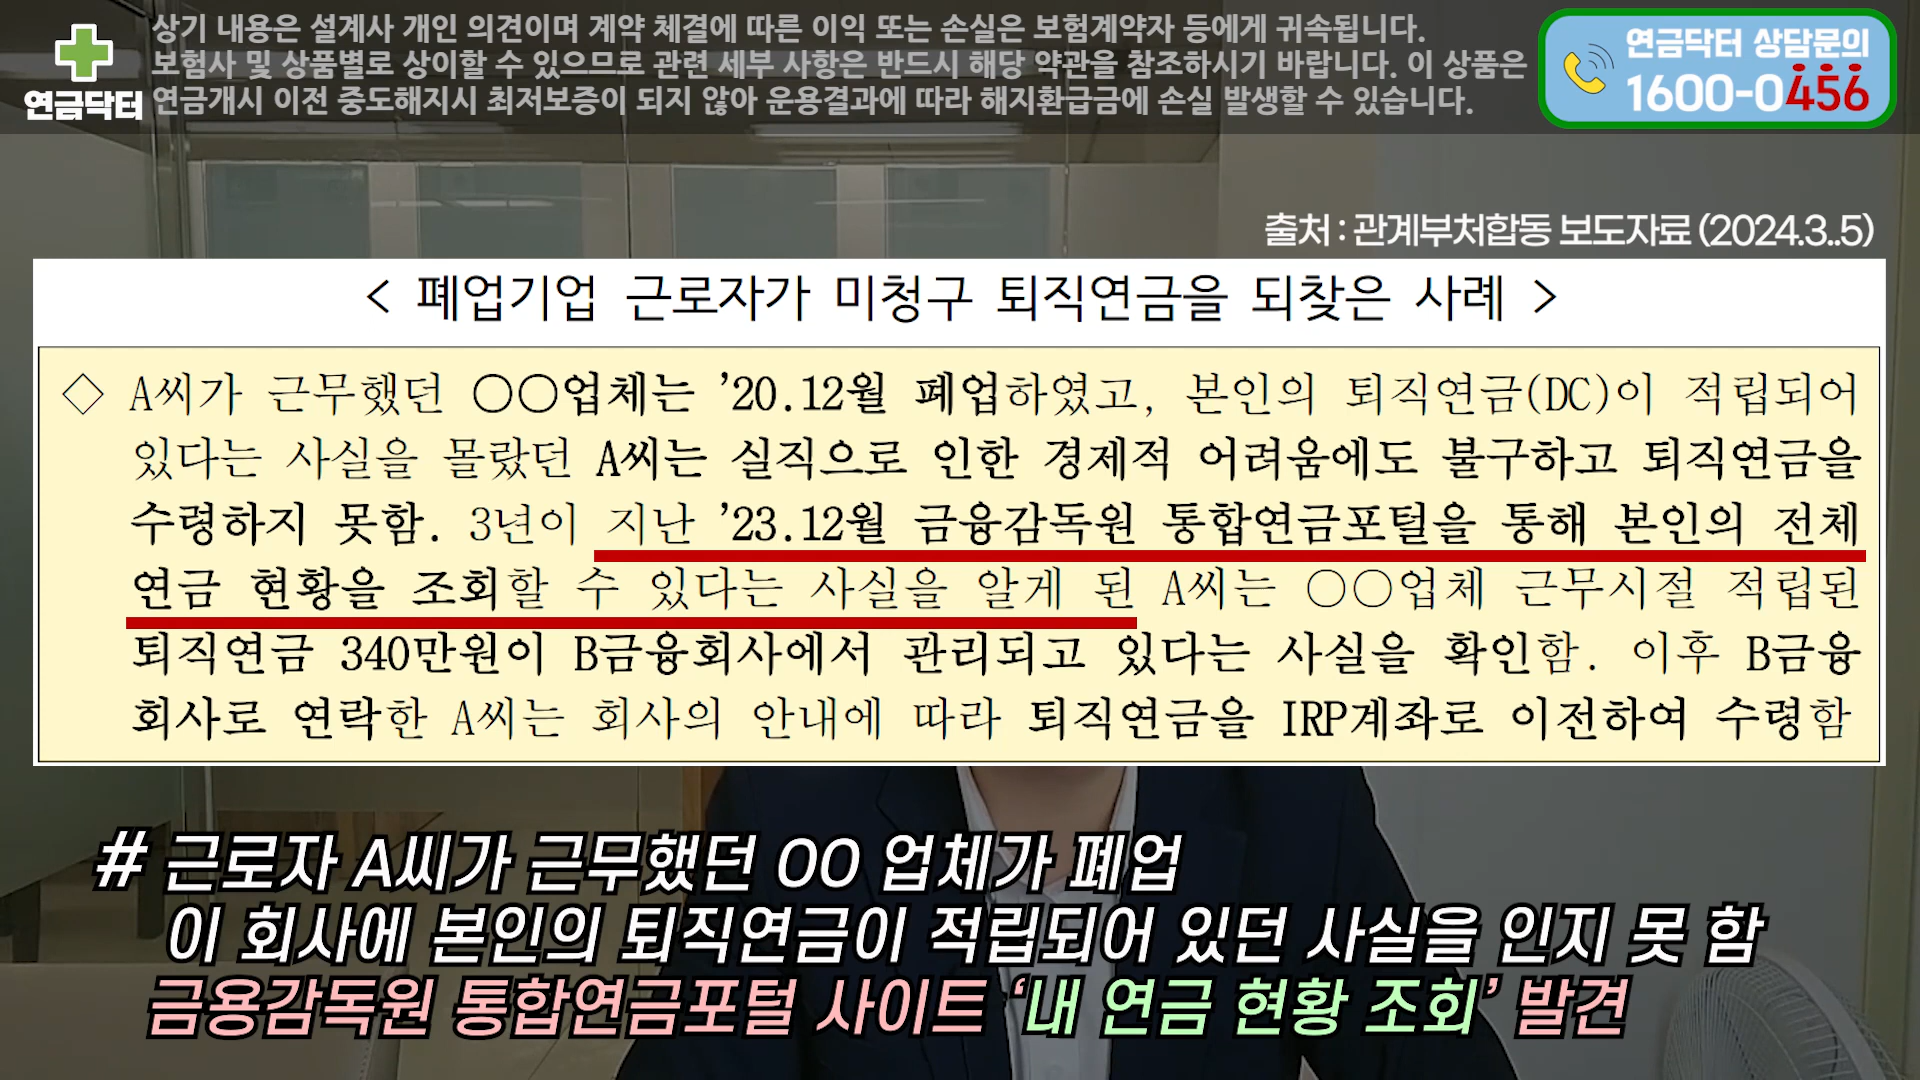 상기 내용은 설계사 개인 의견이며 계약 체결에 따른 이익 또는 손실은 보험계약자 등에게 귀속됩니다.
보험사 및 상품별로 상이할 수 있으므로 관련 세부 사항은 반드시 해당 약관을 참조하시기 바랍니다. 이 상품은
연금개시 이전 중도해지시 최저보증이 되지 않아 운용결과에 따라 해지환급금에 손실 발생할 수 있습니다.
연금닥터
연금닥터 상담문의
1600-0456
출처 : 관계부처합동 보도자료 (2024.3..5)
< 폐업기업 근로자가 미청구 퇴직연금을 되찾은 사례 >
◇ A씨가 근무했던 ○○업체는 ’20.12월 폐업하였고, 본인의 퇴직연금(DC)이 적립되어
있다는 사실을 몰랐던 A씨는 실직으로 인한 경제적 어려움에도 불구하고 퇴직연금을
수령하지 못함. 3년이 지난 ’23.12월 금융감독원 통합연금포털을 통해 본인의 전체
연금 현황을 조회할 수 있다는 사실을 알게 된 A씨는 ○○업체 근무시절 적립된
퇴직연금 340만원이 B금융회사에서 관리되고 있다는 사실을 확인함. 이후 B금융
회사로 연락한 A씨는 회사의 안내에 따라 퇴직연금을 IRP계좌로 이전하여 수령함
# 근로자 A씨가 근무했던 OO 업체가 폐업
이 회사에 본인의 퇴직연금이 적립되어 있던 사실을 인지 못 함
금용감독원 통합연금포털 사이트 ‘내 연금 현황 조회’ 발견